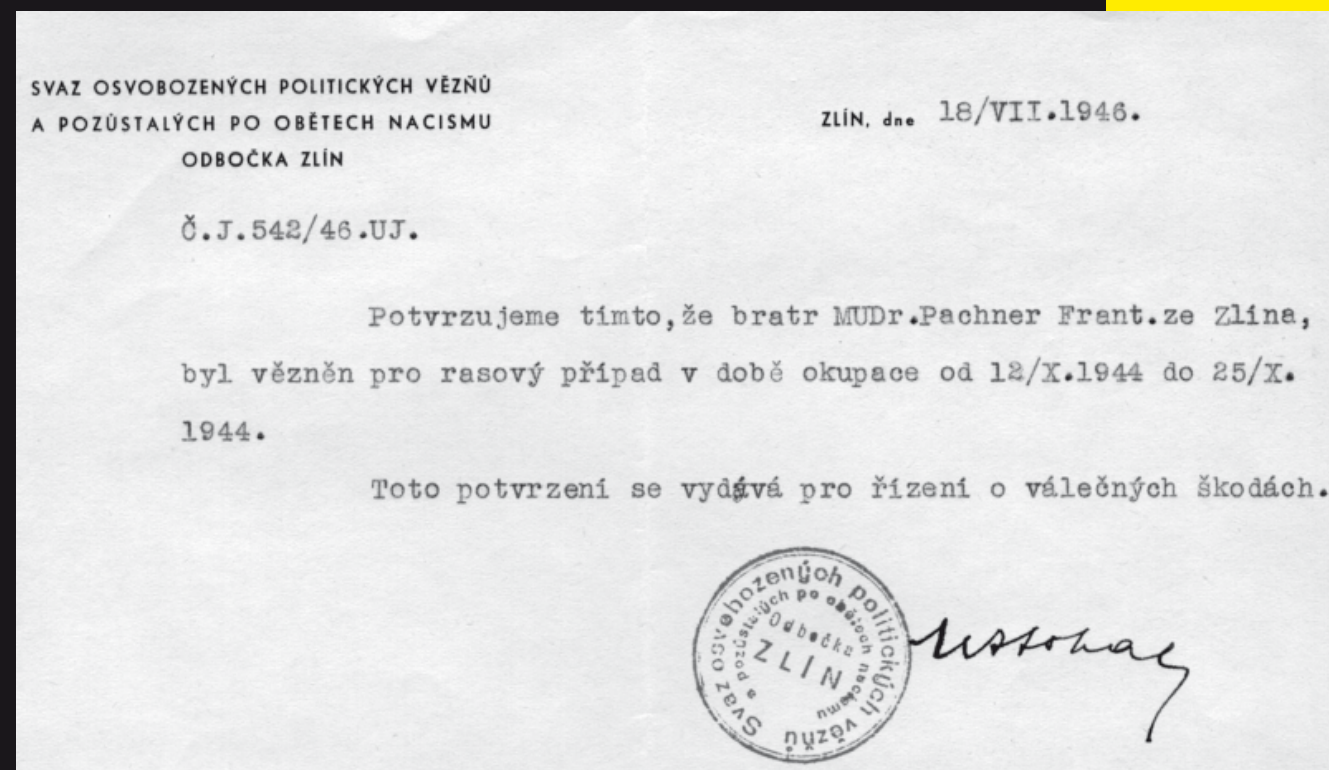 SVAZ OSVOBOZENÝCH POLITICKÝCH VĚZŇŮ
A POZŮSTALÝCH PO OBĚTECH NACISMU
ODBOČKA ZLÍN
ZLÍN, dne 18/VII.1946.
Č.J.542/46.UJ.
Potvrzujeme tímto,že bratr MUDr.Pachner Frant.ze Zlína,
byl vězněn pro rasový případ v době okupace od 12/X.1944 do 25/X.
1944.
Toto potvrzení se vydává pro řízení o válečných škodách.
Svaz osvobozených politických vězňů
a pozůstalých po obětech nacismu
Odbočka
ZLÍN